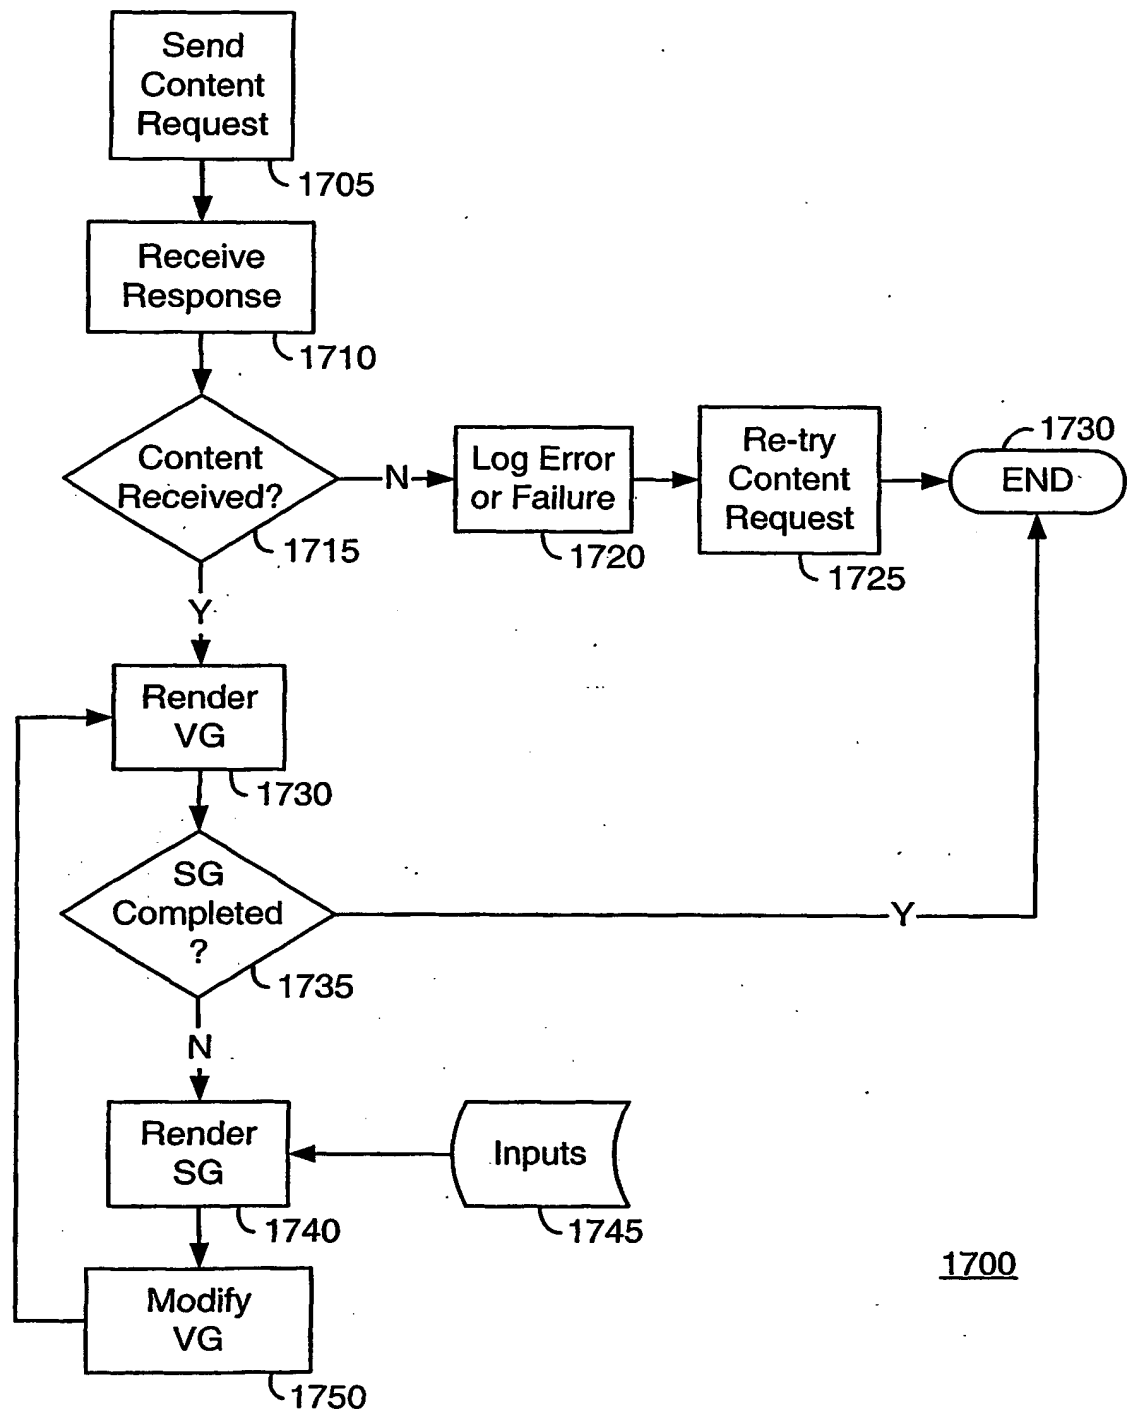 Send
Content
Request
1705
Receive
Response
1710
Content
Received?
1715
N
Log Error
or Failure
1720
Re-try
Content
Request
1725
1730
END
Y
Render
VG
1730
SG
Completed
?
1735
Y
N
Render
SG
1740
Inputs
1745
Modify
VG
1750
1700